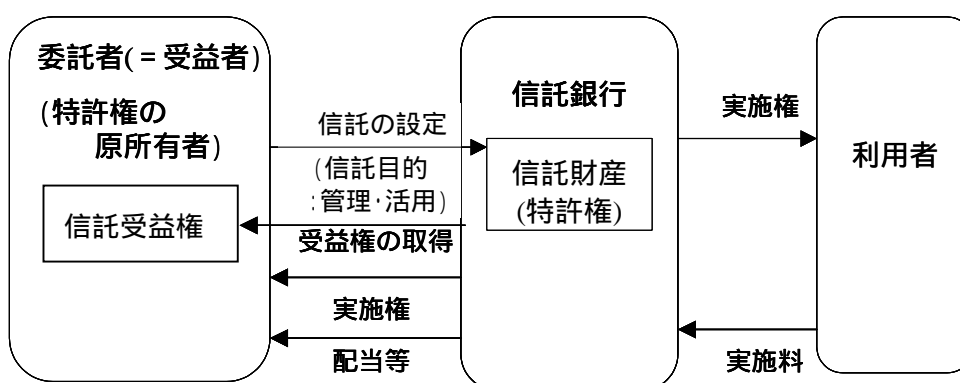 委託者(=受益者)
(特許権の
原所有者)
信託受益権
信託の設定
(信託目的
:管理・活用)
受益権の取得
実施権
配当等
信託銀行
信託財産
(特許権)
実施権
実施料
利用者